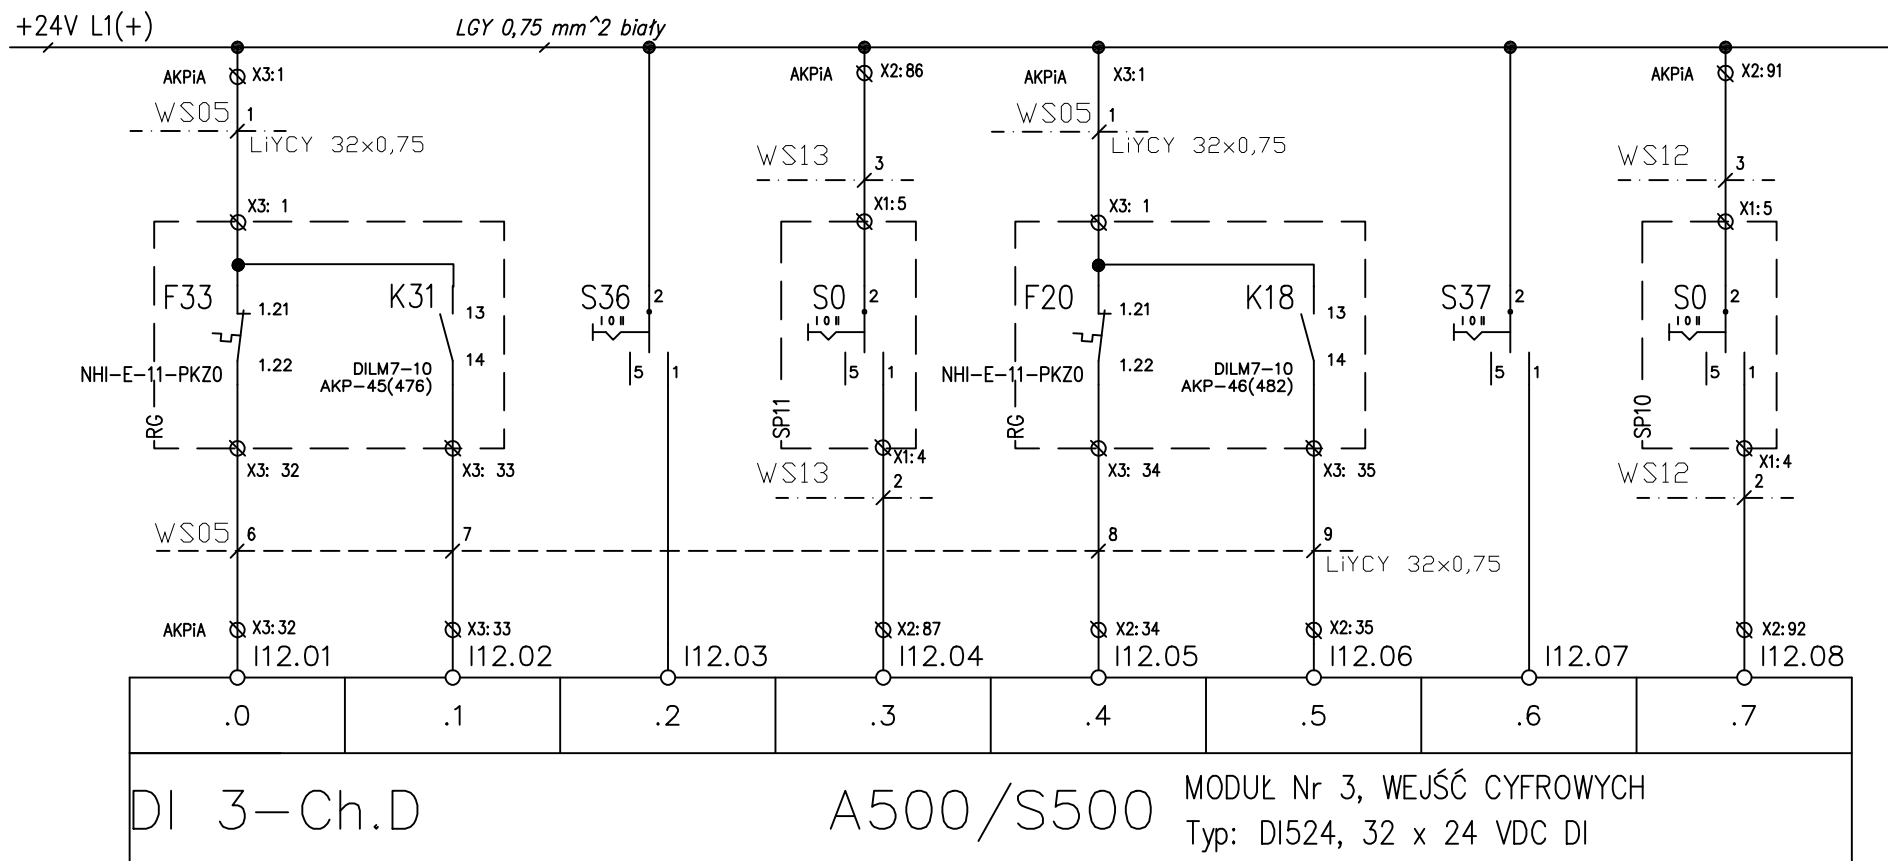 +24V L1(+)
LGY 0,75 mm^2 biały
AKPiA X3:1
X2:86
AKPiA
AKPiA X3:1
AKPiA X2:91
WS05 1
LiYCY 32x0,75
WS13 3
WS05 1
LiYCY 32x0,75
WS12 3
X3: 1
X1:5
X3: 1
X1:5
F33 1.21
1.22
NHI-E-11-PKZ0
K31 13
14
DILM7-10
AKP-45(476)
RG
S36 2
I 0 II
5 1
S0 2
I 0 II
5 1
SP11
F20 1.21
1.22
NHI-E-11-PKZ0
K18 13
14
DILM7-10
AKP-46(482)
RG
S37 2
I 0 II
5 1
S0 2
I 0 II
5 1
SP10
X3: 32
X3: 33
X1:4
X3: 34
X3: 35
X1:4
WS13 2
WS12 2
WS05 6 7 8 9
LiYCY 32x0,75
AKPiA X3:32
X3:33
X2:87
X2:34
X2:35
X2:92
I12.01 I12.02 I12.03 I12.04 I12.05 I12.06 I12.07 I12.08
.0 .1 .2 .3 .4 .5 .6 .7
DI 3-Ch.D
A500/S500
MODUŁ Nr 3, WEJŚĆ CYFROWYCH
Typ: DI524, 32 x 24 VDC DI